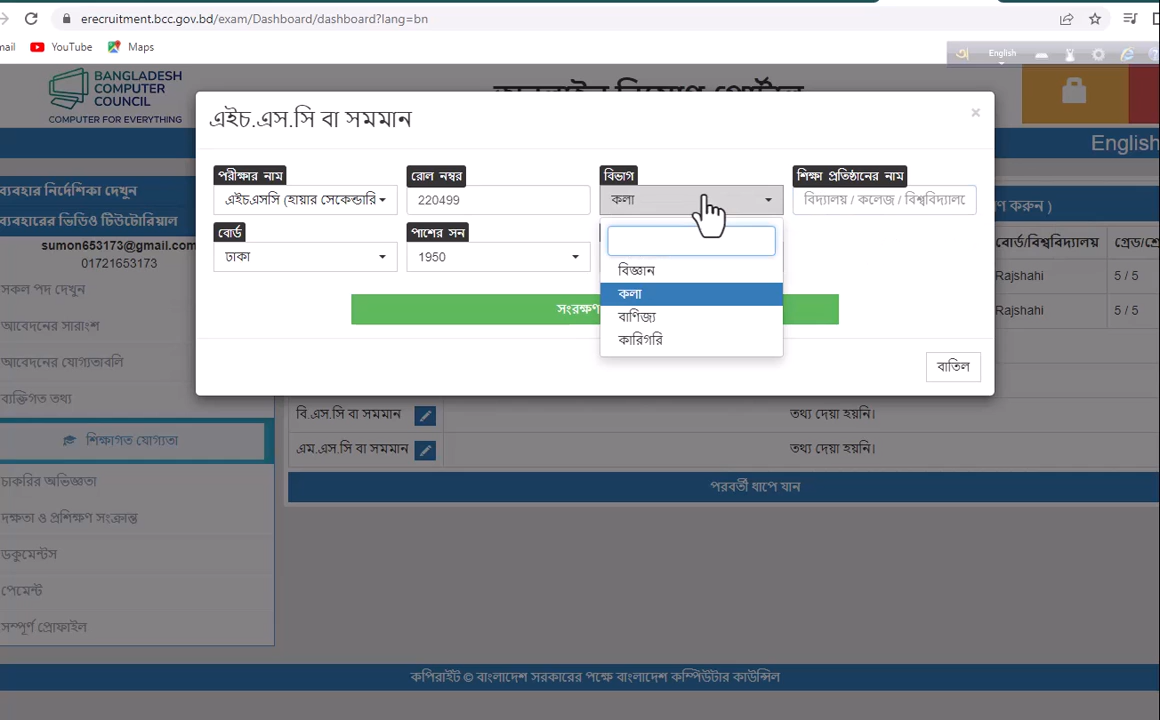 erecruitment.bcc.gov.bd/exam/Dashboard/dashboard?lang=bn
mail
YouTube
Maps
English
BANGLADESH
COMPUTER
COUNCIL
COMPUTER FOR EVERYTHING
English
এইচ.এস.সি বা সমমান
×
পরীক্ষার নাম
রোল নম্বর
বিভাগ
শিক্ষা প্রতিষ্ঠানের নাম
এইচএসসি (হায়ার সেকেন্ডারি
220499
কলা
বিদ্যালয় / কলেজ / বিশ্ববিদ্যালে
বোর্ড
পাশের সন
ঢাকা
1950
বিজ্ঞান
কলা
বাণিজ্য
কারিগরি
সংরক্ষণ
বাতিল
ব্যবহার নির্দেশিকা দেখুন
ব্যবহারের ভিডিও টিউটোরিয়াল
sumon653173@gmail.com
01721653173
সকল পদ দেখুন
আবেদনের সারাংশ
আবেদনের যোগ্যতাবলি
ব্যক্তিগত তথ্য
শিক্ষাগত যোগ্যতা
চাকরির অভিজ্ঞতা
দক্ষতা ও প্রশিক্ষণ সংক্রান্ত
ডকুমেন্টস
পেমেন্ট
সম্পূর্ণ প্রোফাইল
করুন )
বোর্ড/বিশ্ববিদ্যালয়
গ্রেড/শ্রে
Rajshahi
5 / 5
Rajshahi
5 / 5
বি.এস.সি বা সমমান
তথ্য দেয়া হয়নি।
এম.এস.সি বা সমমান
তথ্য দেয়া হয়নি।
পরবর্তী ধাপে যান
কপিরাইট © বাংলাদেশ সরকারের পক্ষে বাংলাদেশ কম্পিউটার কাউন্সিল